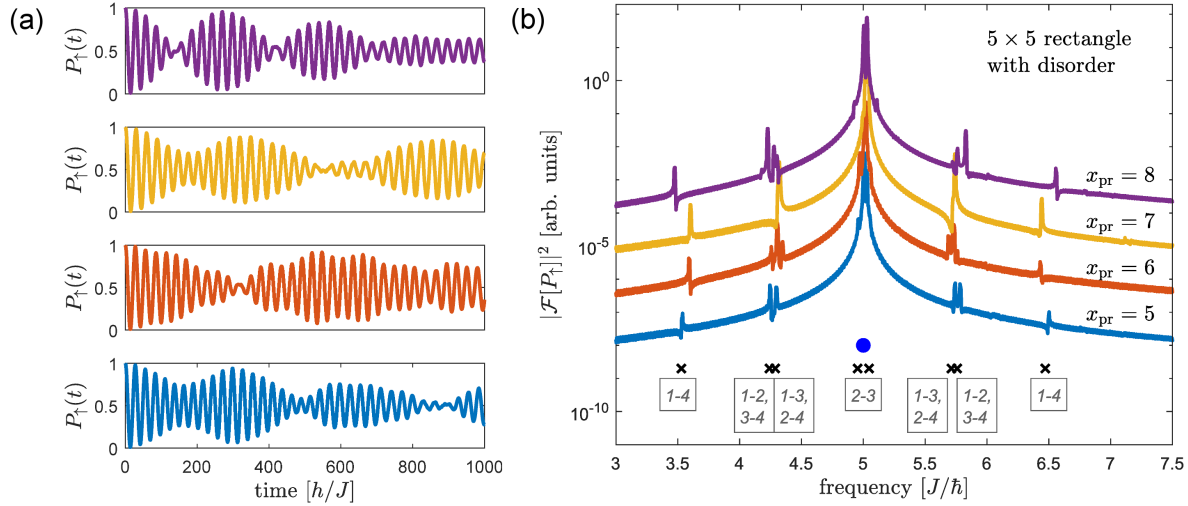 (a)
1
P↑(t)
0.5
0
1
P↑(t)
0.5
0
1
P↑(t)
0.5
0
1
P↑(t)
0.5
0
0 200 400 600 800 1000
time [h/J]
(b)
5 × 5 rectangle
with disorder
|𝓕[P↑]|² [arb. units]
10⁰
10⁻⁵
10⁻¹⁰
x_pr = 8
x_pr = 7
x_pr = 6
x_pr = 5
1-4
1-2,
3-4
1-3,
2-4
2-3
1-3,
2-4
1-2,
3-4
1-4
3 3.5 4 4.5 5 5.5 6 6.5 7 7.5
frequency [J/ℏ]